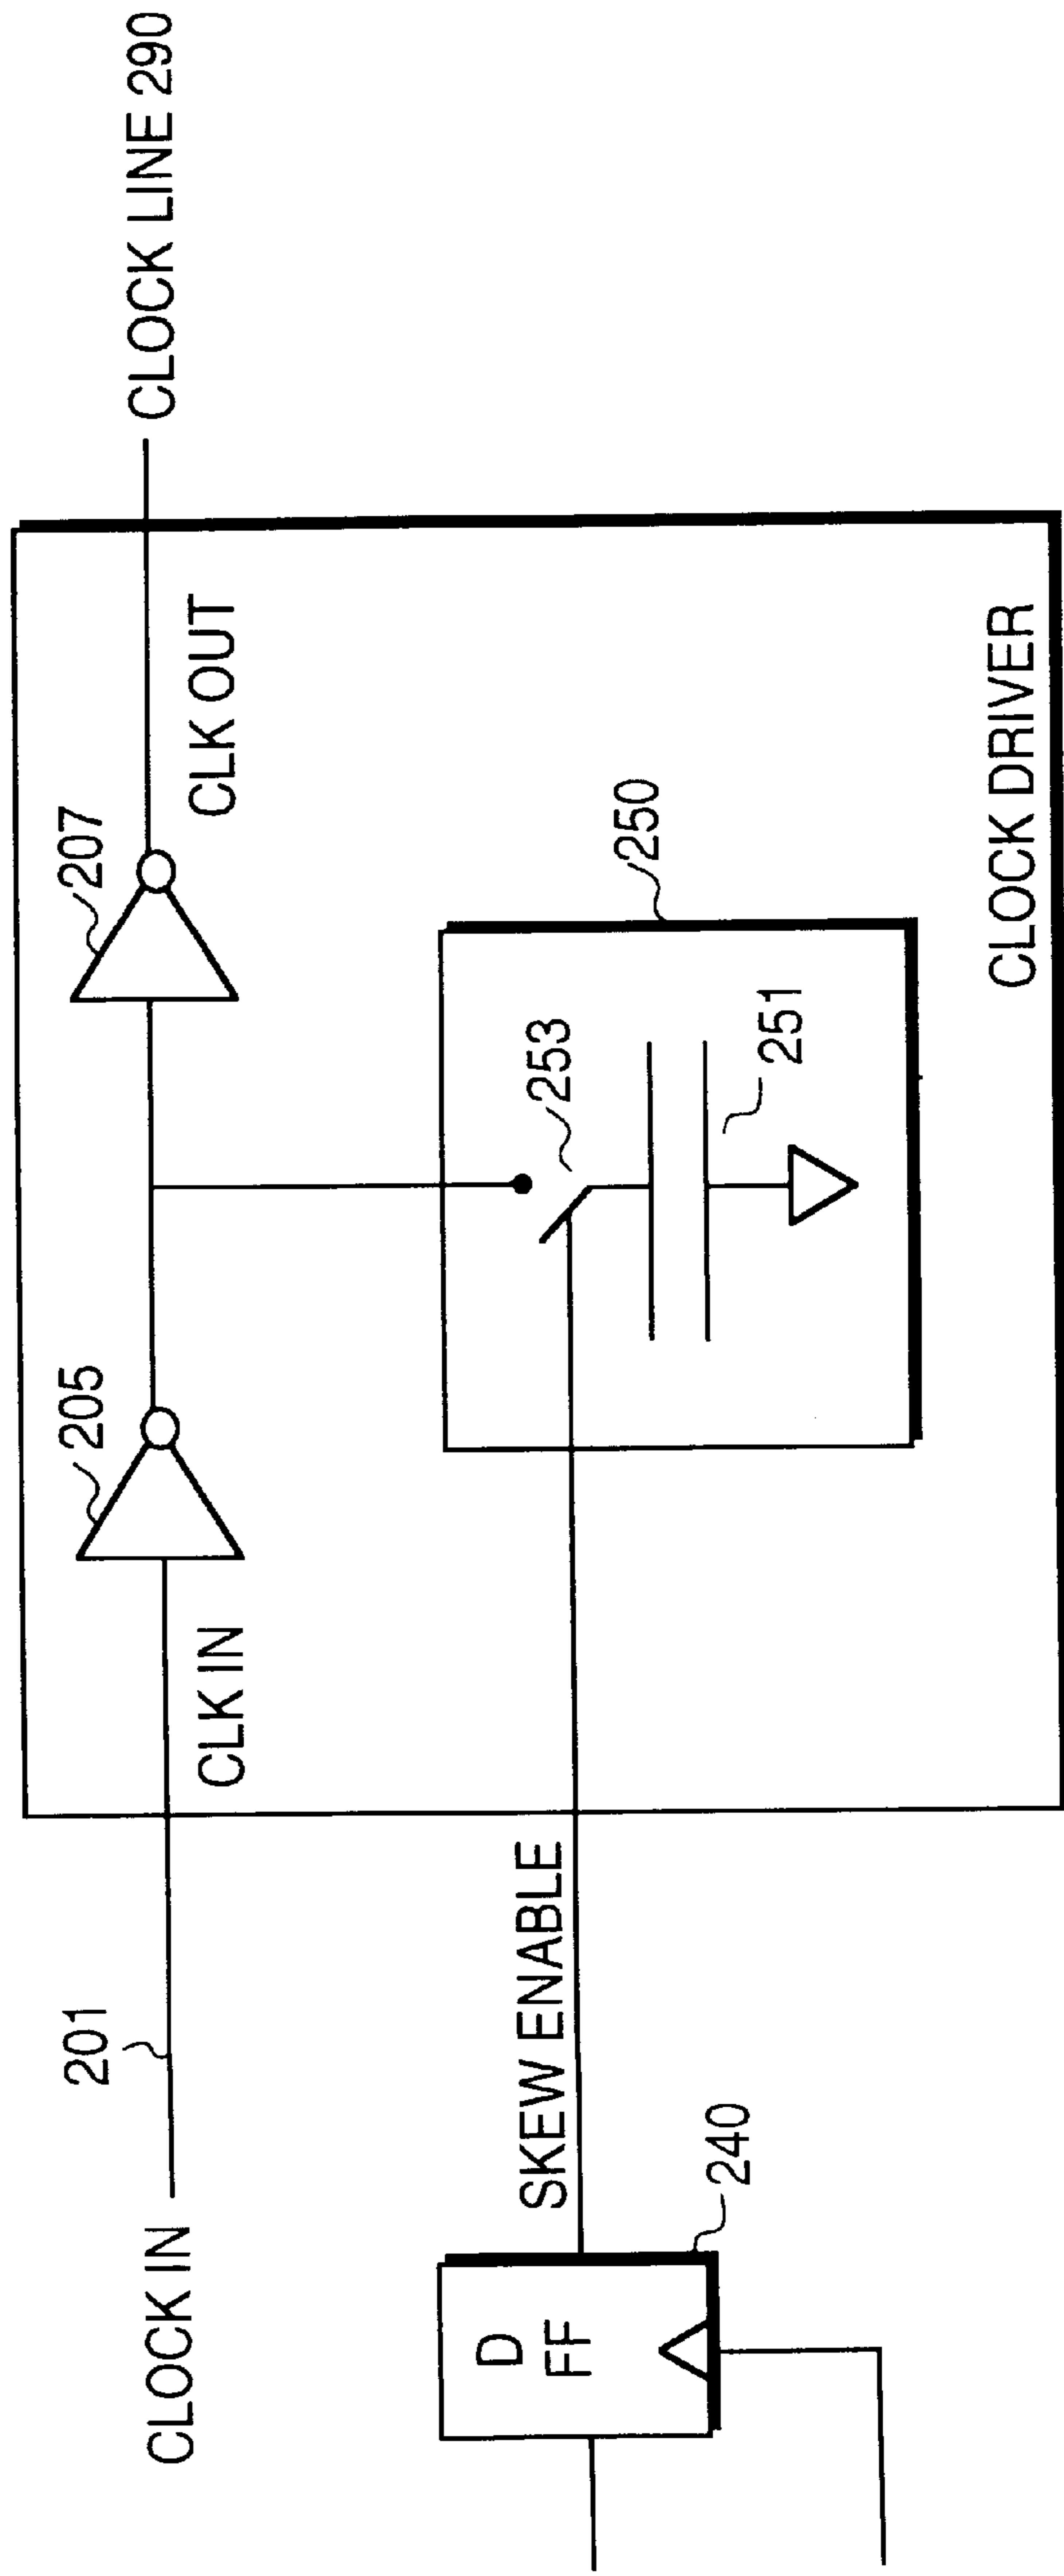 CLOCK IN
201
CLK IN
205
207
CLK OUT
CLOCK LINE 290
SKEW ENABLE
D
FF
240
253
251
250
CLOCK DRIVER